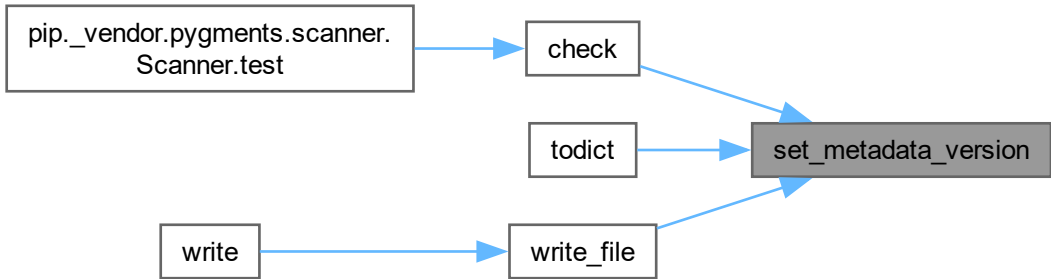 pip._vendor.pygments.scanner.
Scanner.test
check
todict
set_metadata_version
write
write_file